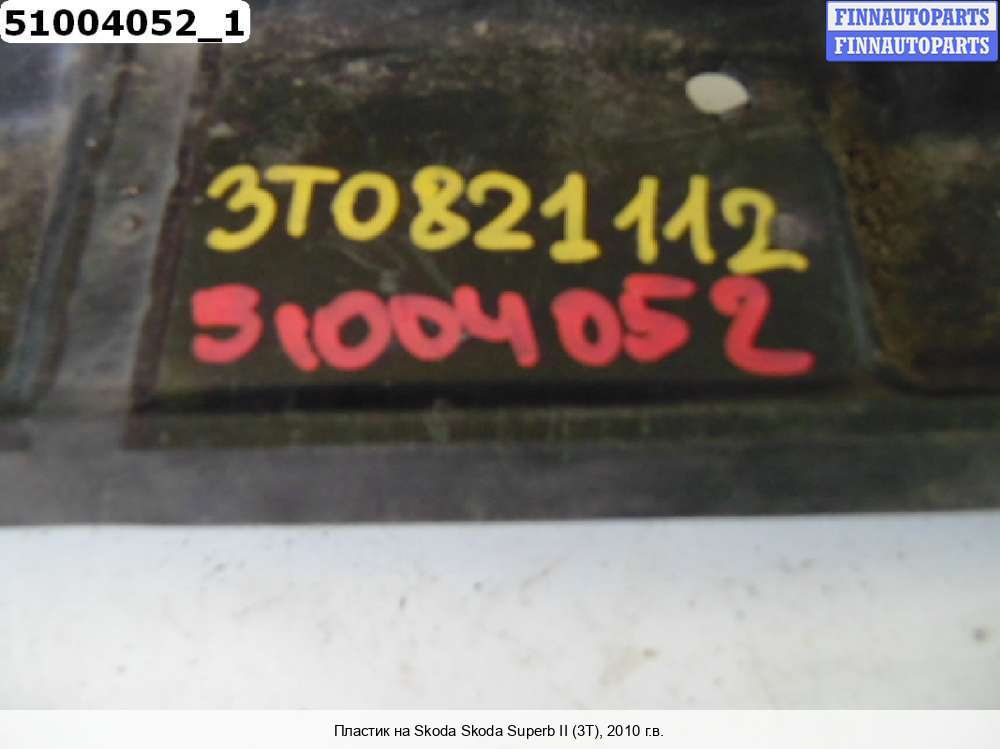 51004052_1
FINNAUTOPARTS
FINNAUTOPARTS
3T0821112
51004052
Пластик на Skoda Skoda Superb II (3T), 2010 г.в.